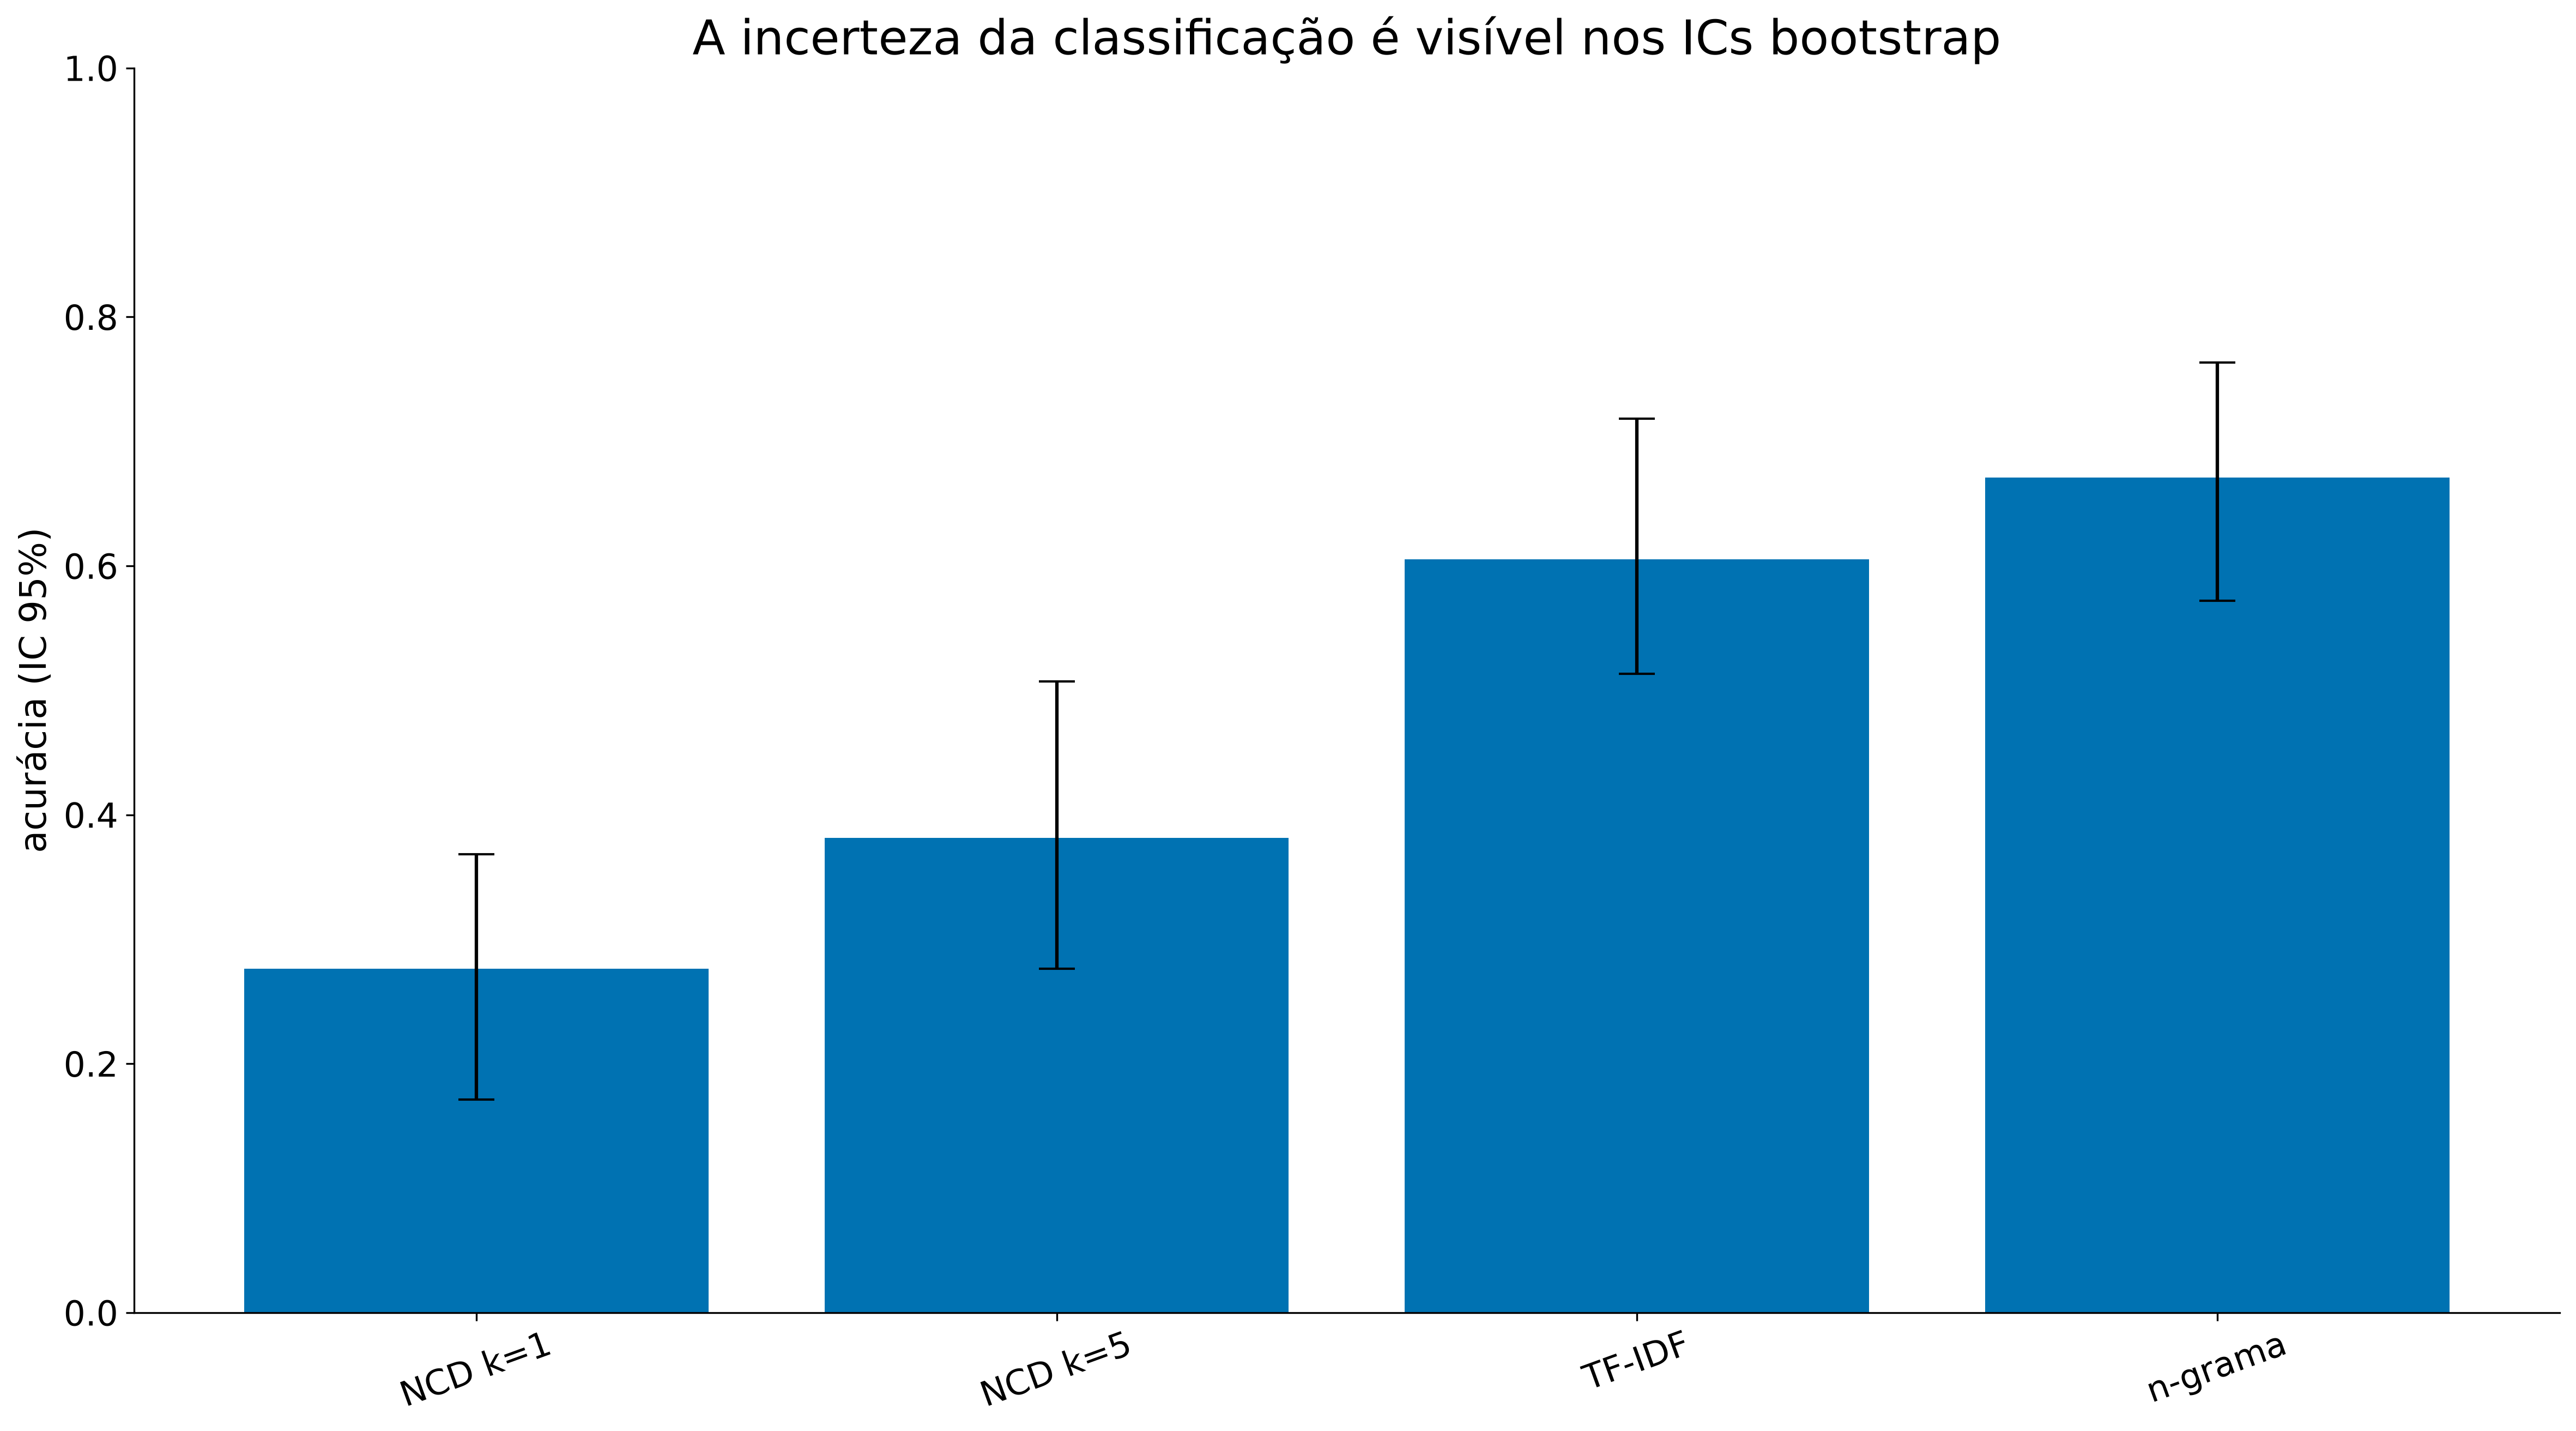 A incerteza da classificação é visível nos ICs bootstrap
acurácia (IC 95%)
1.0
0.8
0.6
0.4
0.2
0.0
NCD k=1
NCD k=5
TF-IDF
n-grama